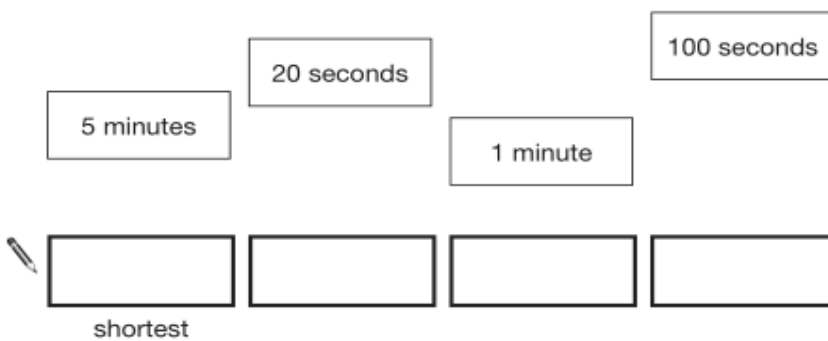 5 minutes
20 seconds
1 minute
100 seconds
shortest